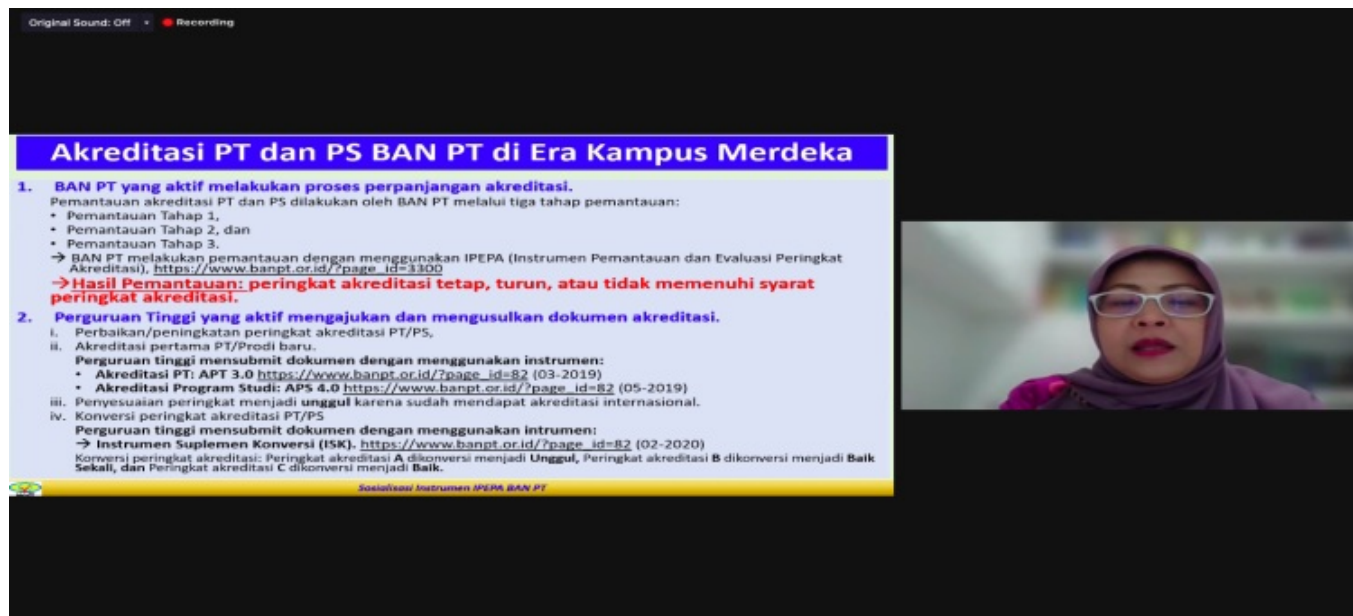 Original Sound: Off
Recording
Akreditasi PT dan PS BAN PT di Era Kampus Merdeka
1. BAN PT yang aktif melakukan proses perpanjangan akreditasi.
Pemantauan akreditasi PT dan PS dilakukan oleh BAN PT melalui tiga tahap pemantauan:
• Pemantauan Tahap 1,
• Pemantauan Tahap 2, dan
• Pemantauan Tahap 3.
→ BAN PT melakukan pemantauan dengan menggunakan IPEPA (Instrumen Pemantauan dan Evaluasi Peringkat
Akreditasi), https://www.banpt.or.id/?page_id=3300
→Hasil Pemantauan: peringkat akreditasi tetap, turun, atau tidak memenuhi syarat
peringkat akreditasi.
2. Perguruan Tinggi yang aktif mengajukan dan mengusulkan dokumen akreditasi.
i. Perbaikan/peningkatan peringkat akreditasi PT/PS,
ii. Akreditasi pertama PT/Prodi baru.
Perguruan tinggi mensubmit dokumen dengan menggunakan instrumen:
• Akreditasi PT: APT 3.0 https://www.banpt.or.id/?page_id=82 (03-2019)
• Akreditasi Program Studi: APS 4.0 https://www.banpt.or.id/?page_id=82 (05-2019)
iii. Penyesuaian peringkat menjadi unggul karena sudah mendapat akreditasi internasional.
iv. Konversi peringkat akreditasi PT/PS
Perguruan tinggi mensubmit dokumen dengan menggunakan intrumen:
→ Instrumen Suplemen Konversi (ISK). https://www.banpt.or.id/?page_id=82 (02-2020)
Konversi peringkat akreditasi: Peringkat akreditasi A dikonversi menjadi Unggul, Peringkat akreditasi B dikonversi menjadi Baik
Sekali, dan Peringkat akreditasi C dikonversi menjadi Baik.
Sosialisasi Instrumen IPEPA BAN PT